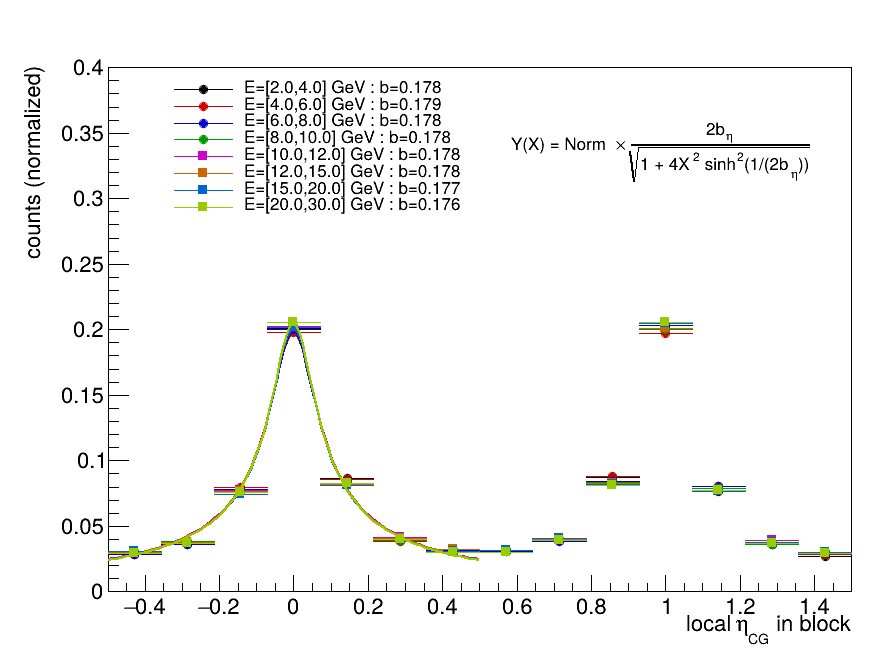 counts (normalized)
0.4
0.35
0.3
0.25
0.2
0.15
0.1
0.05
0
E=[2.0,4.0] GeV : b=0.178
E=[4.0,6.0] GeV : b=0.179
E=[6.0,8.0] GeV : b=0.178
E=[8.0,10.0] GeV : b=0.178
E=[10.0,12.0] GeV : b=0.178
E=[12.0,15.0] GeV : b=0.178
E=[15.0,20.0] GeV : b=0.177
E=[20.0,30.0] GeV : b=0.176
2bη
Y(X) = Norm ×
√1 + 4X² sinh²(1/(2bη))
−0.4 −0.2 0 0.2 0.4 0.6 0.8 1 1.2 1.4
local ηCG in block